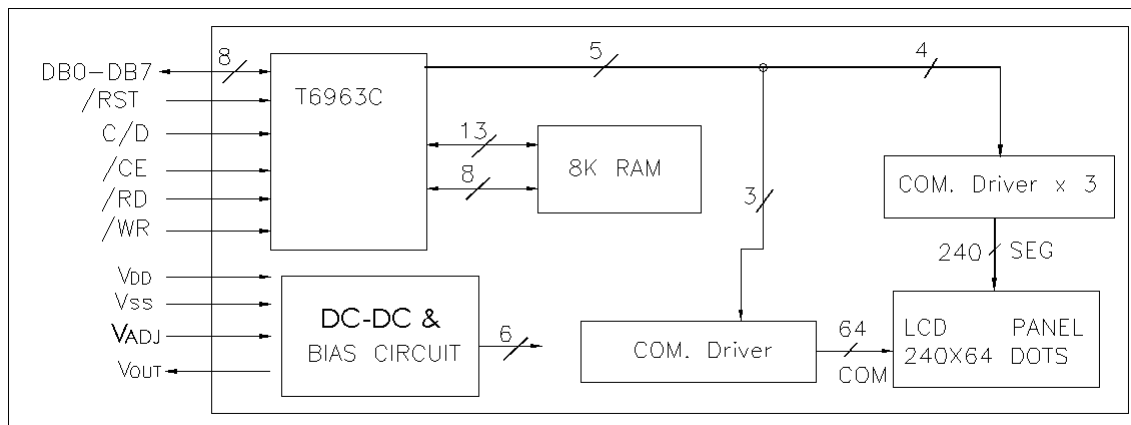 8
5
4
DB0-DB7
/RST
T6963C
C/D
13
/CE
8
8K RAM
/RD
3
COM. Driver x 3
/WR
240
SEG
VDD
VSS
VADJ
DC-DC &
BIAS CIRCUIT
6
COM. Driver
64
COM
LCD PANEL
240X64 DOTS
VOUT